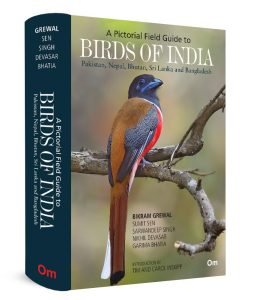 GREWAL
SEN
SINGH
DEVASAR
BHATIA
A Pictorial Field Guide to
BIRDS OF INDIA
Pakistan, Nepal, Bhutan, Sri Lanka and Bangladesh
Om
A Pictorial Field Guide to
BIRDS OF INDIA
Pakistan, Nepal, Bhutan, Sri Lanka and Bangladesh
BIKRAM GREWAL
SUMIT SEN
SARWANDEEP SINGH
NIKHIL DEVASAR
GARIMA BHATIA
INTRODUCTION BY
TIM AND CAROL INSKIPP
Om